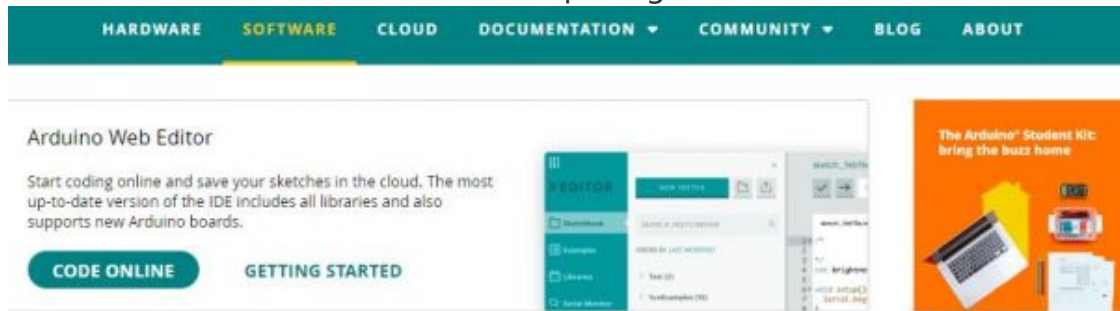 HARDWARE SOFTWARE CLOUD DOCUMENTATION COMMUNITY BLOG ABOUT
Arduino Web Editor
Start coding online and save your sketches in the cloud. The most
up-to-date version of the IDE includes all libraries and also
supports new Arduino boards.
CODE ONLINE GETTING STARTED
EDITOR
NEW SKETCH
Sketchbook
Examples
Libraries
Serial Monitor
The Arduino® Student Kit:
bring the buzz home